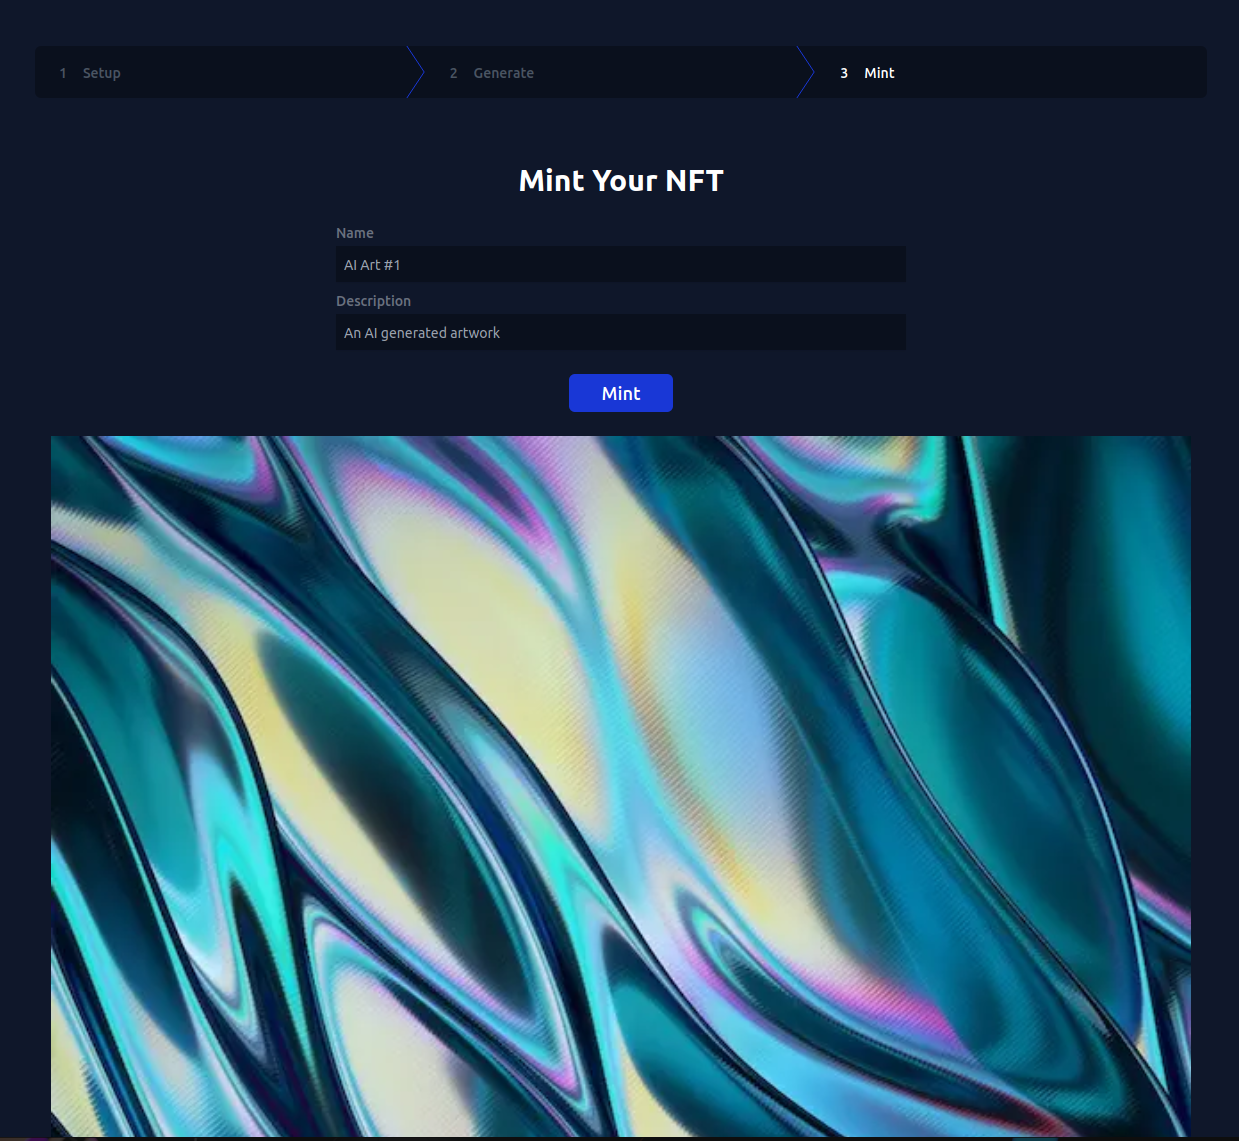 1 Setup 2 Generate 3 Mint
Mint Your NFT
Name
AI Art #1
Description
An AI generated artwork
Mint